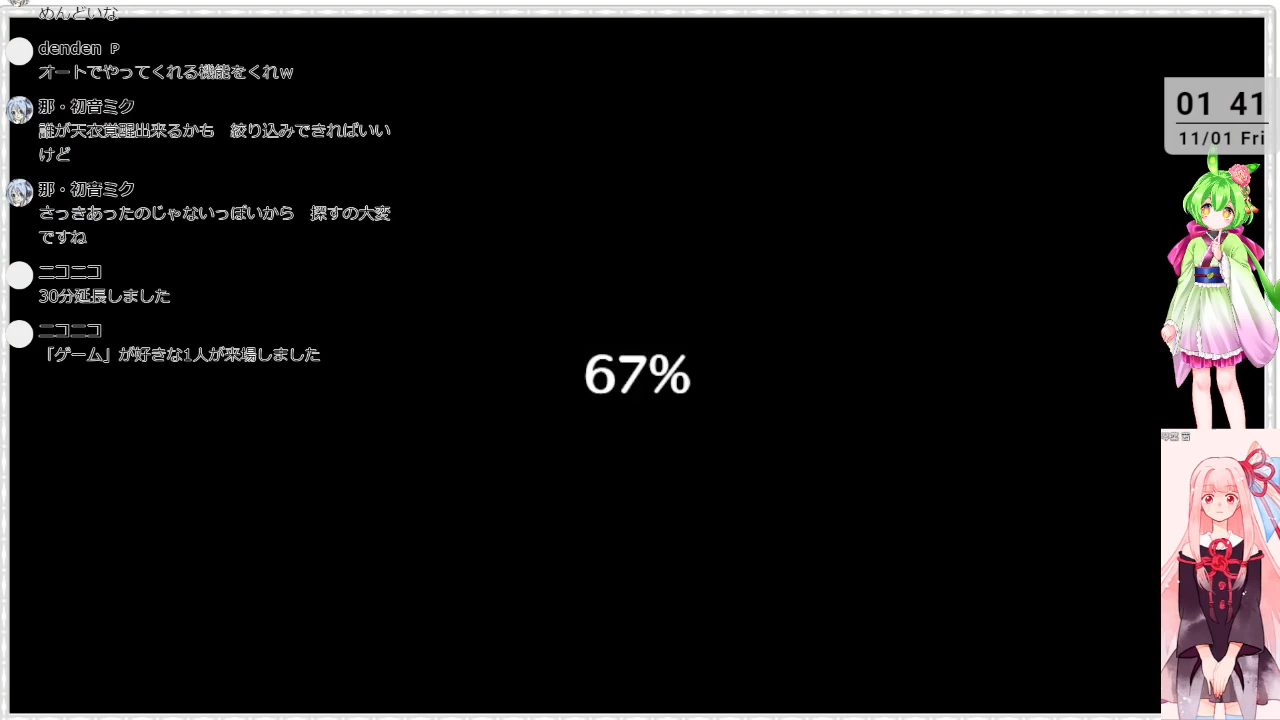 めんどいな
denden P
オートでやってくれる機能をくれｗ
那・初音ミク
誰が天衣覚醒出来るかも　絞り込みできればいい
けど
那・初音ミク
さっきあったのじゃないっぽいから　探すの大変
ですね
ニコニコ
30分延長しました
ニコニコ
「ゲーム」が好きな1人が来場しました
67%
01 41
11/01 Fri